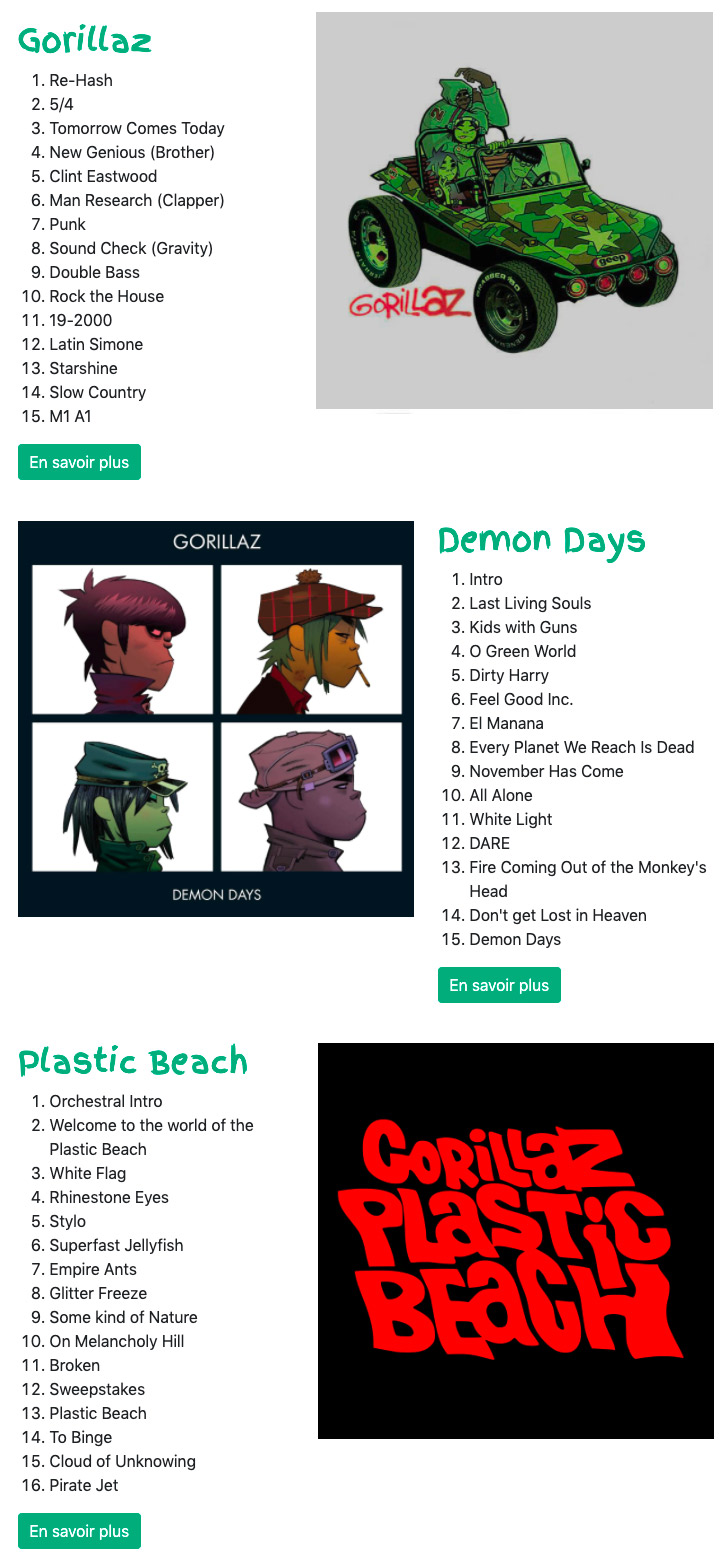 Gorillaz
1. Re-Hash
2. 5/4
3. Tomorrow Comes Today
4. New Genious (Brother)
5. Clint Eastwood
6. Man Research (Clapper)
7. Punk
8. Sound Check (Gravity)
9. Double Bass
10. Rock the House
11. 19-2000
12. Latin Simone
13. Starshine
14. Slow Country
15. M1 A1
En savoir plus
geep
GORILLAZ
GORILLAZ
DEMON DAYS
Demon Days
1. Intro
2. Last Living Souls
3. Kids with Guns
4. O Green World
5. Dirty Harry
6. Feel Good Inc.
7. El Manana
8. Every Planet We Reach Is Dead
9. November Has Come
10. All Alone
11. White Light
12. DARE
13. Fire Coming Out of the Monkey's
Head
14. Don't get Lost in Heaven
15. Demon Days
En savoir plus
Plastic Beach
1. Orchestral Intro
2. Welcome to the world of the
Plastic Beach
3. White Flag
4. Rhinestone Eyes
5. Stylo
6. Superfast Jellyfish
7. Empire Ants
8. Glitter Freeze
9. Some kind of Nature
10. On Melancholy Hill
11. Broken
12. Sweepstakes
13. Plastic Beach
14. To Binge
15. Cloud of Unknowing
16. Pirate Jet
En savoir plus
GORILLAZ
PLASTIC
BEACH